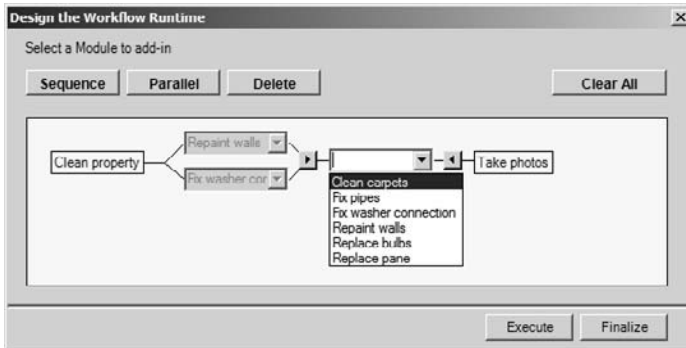 Design the Workflow Runtime
Select a Module to add-in
Sequence Parallel Delete Clear All
Repaint walls
Clean property Take photos
Fix washer cor
Clean carpets
Fix pipes
Fix washer connection
Repaint walls
Replace bulbs
Replace pane
Execute Finalize